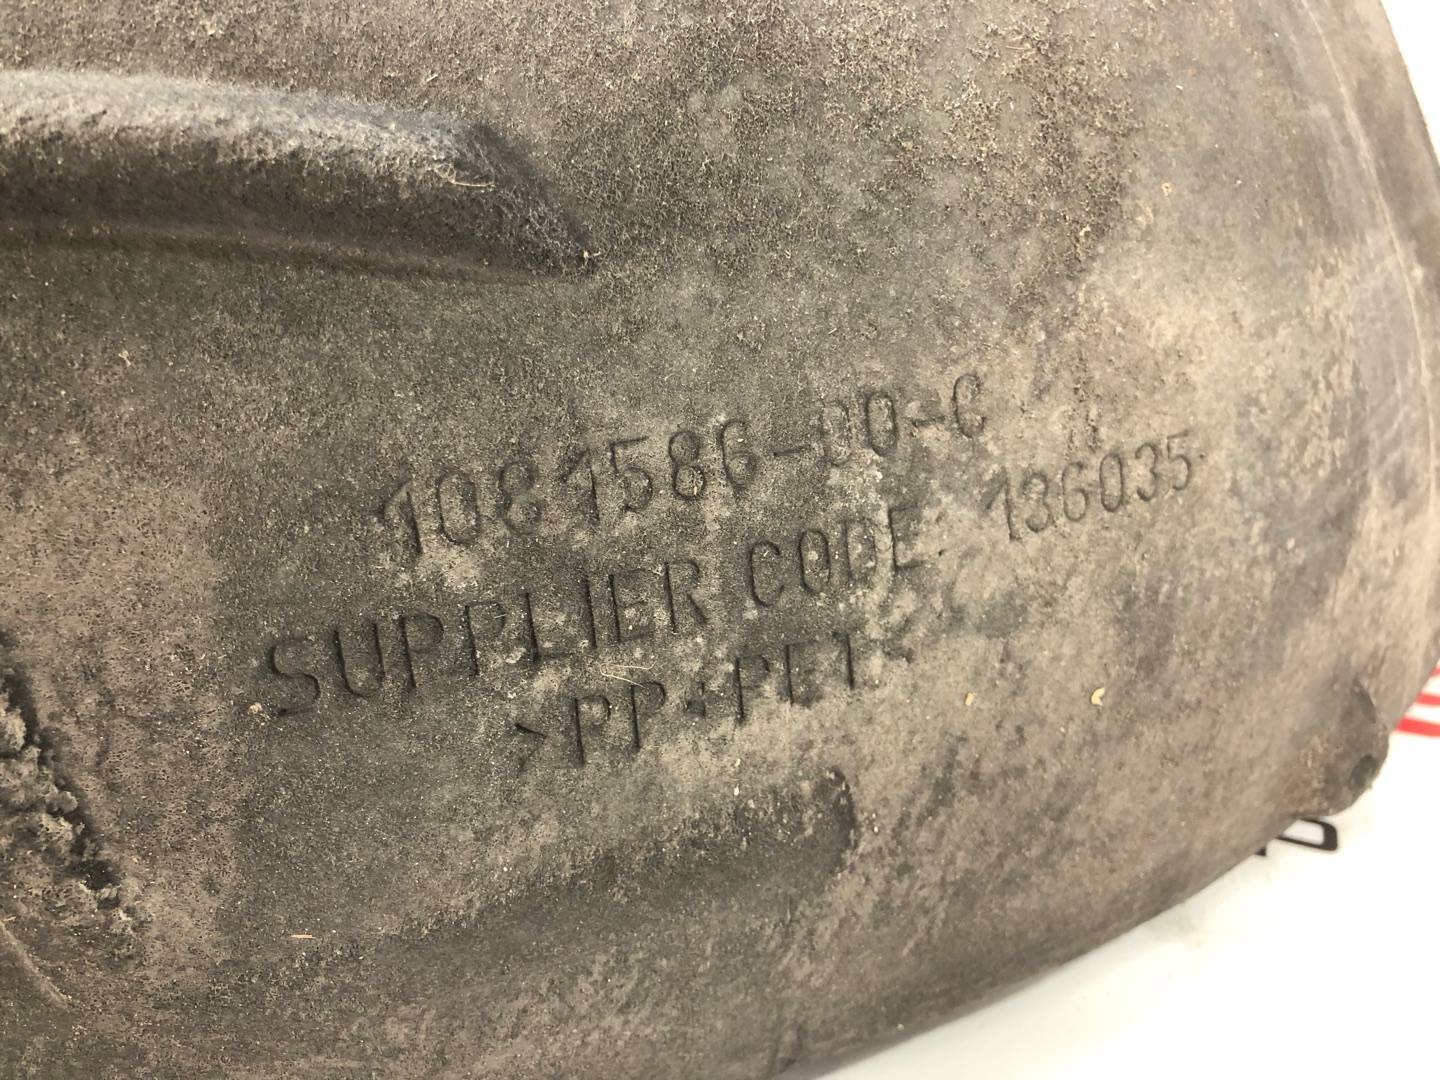 1081586-00-C
SUPPLIER CODE: 136035
>PP+PET<